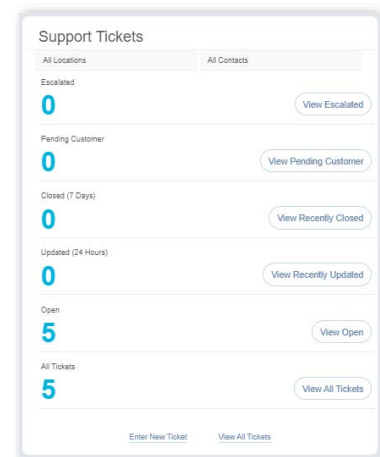 Support Tickets
All Locations All Contacts
Escalated
0 View Escalated
Pending Customer
0 View Pending Customer
Closed (7 Days)
0 View Recently Closed
Updated (24 Hours)
0 View Recently Updated
Open
5 View Open
All Tickets
5 View All Tickets
Enter New Ticket View All Tickets